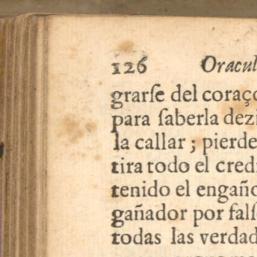 126 Oracul
grarſe del coraço
para ſaberla dezi
la callar ; pierde
tira todo el credi
tenido el engaño
gañador por falſ
todas las verdad